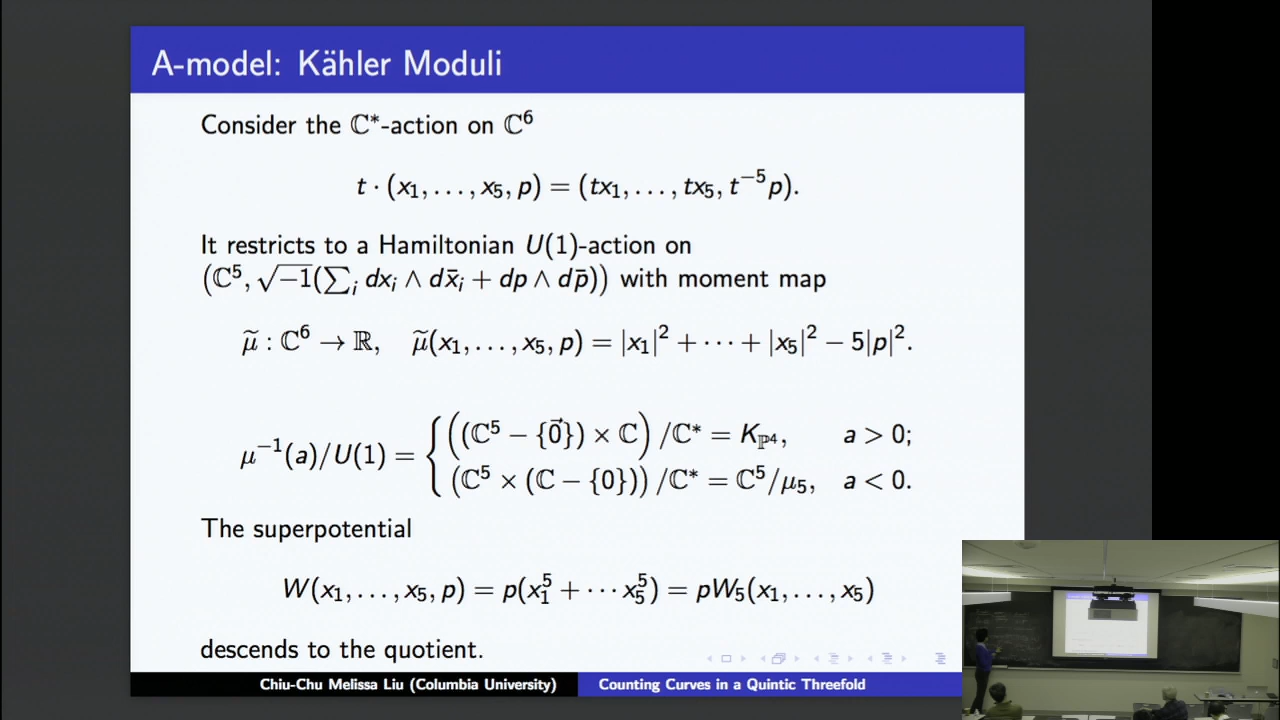 A-model: Kähler Moduli
Consider the ℂ*-action on ℂ⁶
t · (x₁, . . . , x₅, p) = (tx₁, . . . , tx₅, t⁻⁵p).
It restricts to a Hamiltonian U(1)-action on
(ℂ⁵, √−1(∑ᵢ dxᵢ ∧ dx̄ᵢ + dp ∧ dp̄)) with moment map
μ̃ : ℂ⁶ → ℝ, μ̃(x₁, . . . , x₅, p) = |x₁|² + · · · + |x₅|² − 5|p|².
μ⁻¹(a)/U(1) = { ((ℂ⁵ − {0⃗}) × ℂ) /ℂ* = K_ℙ⁴, a > 0;
(ℂ⁵ × (ℂ − {0})) /ℂ* = ℂ⁵/μ₅, a < 0.
The superpotential
W(x₁, . . . , x₅, p) = p(x₁⁵ + · · · x₅⁵) = pW₅(x₁, . . . , x₅)
descends to the quotient.
Chiu-Chu Melissa Liu (Columbia University) Counting Curves in a Quintic Threefold